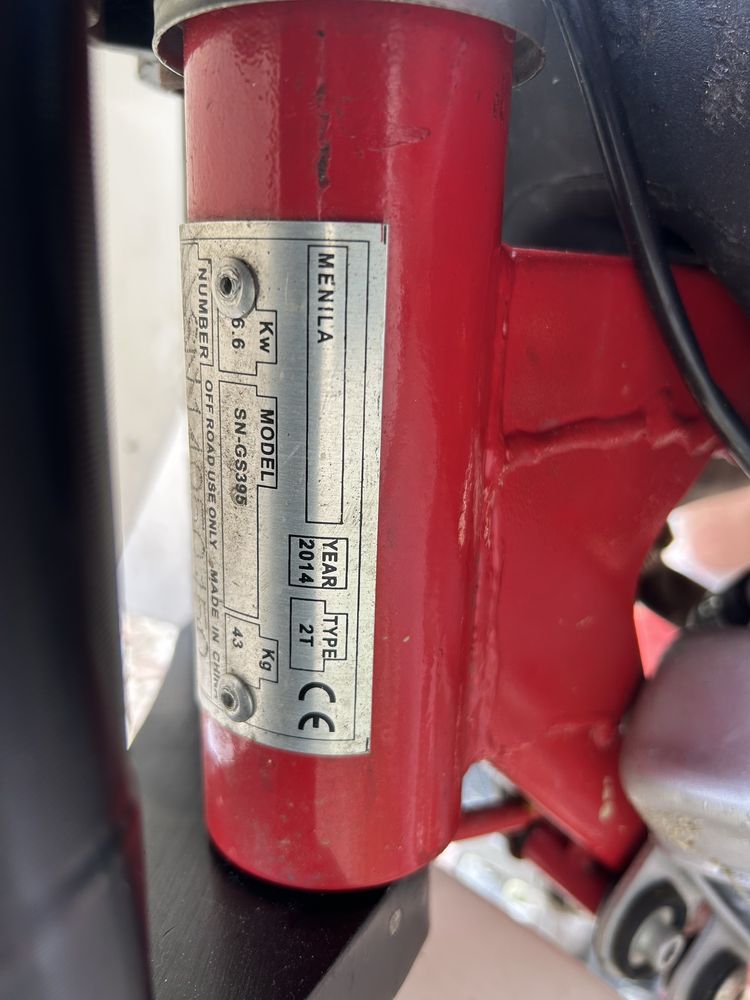 MENILA
YEAR
2014
TYPE
2T
CE
Kw
6.6
MODEL
SN-GS395
Kg
43
NUMBER
OFF ROAD USE ONLY MADE IN